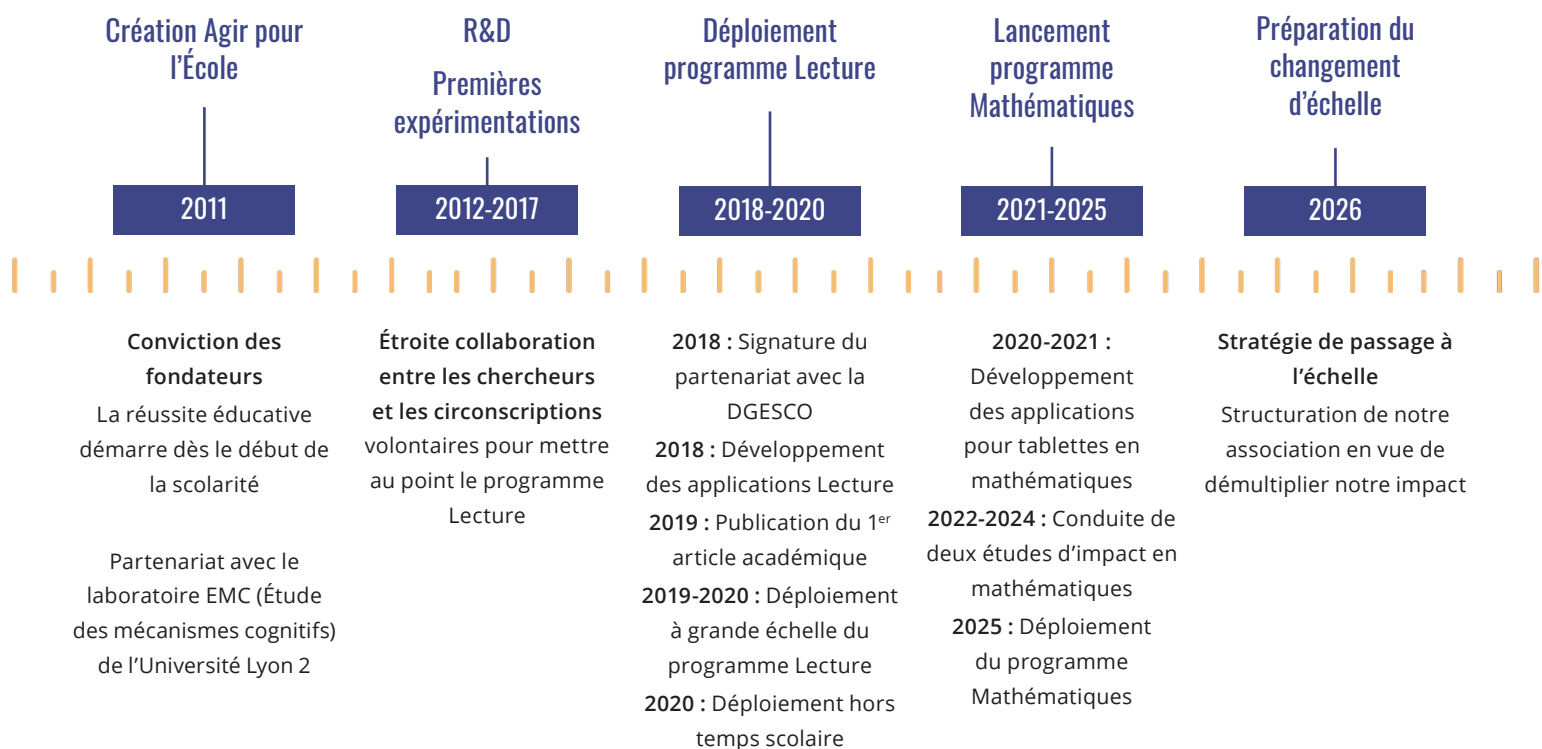 Création Agir pour
l'École
R&D
Premières
expérimentations
Déploiement
programme Lecture
Lancement
programme
Mathématiques
Préparation du
changement
d'échelle
2011
2012-2017
2018-2020
2021-2025
2026
Conviction des
fondateurs
La réussite éducative
démarre dès le début de
la scolarité
Partenariat avec le
laboratoire EMC (Étude
des mécanismes cognitifs)
de l'Université Lyon 2
Étroite collaboration
entre les chercheurs
et les circonscriptions
volontaires pour mettre
au point le programme
Lecture
2018 : Signature du
partenariat avec la
DGESCO
2018 : Développement
des applications Lecture
2019 : Publication du 1er
article académique
2019-2020 : Déploiement
à grande échelle du
programme Lecture
2020 : Déploiement hors
temps scolaire
2020-2021 :
Développement
des applications
pour tablettes en
mathématiques
2022-2024 : Conduite de
deux études d'impact en
mathématiques
2025 : Déploiement
du programme
Mathématiques
Stratégie de passage à
l'échelle
Structuration de notre
association en vue de
démultiplier notre impact